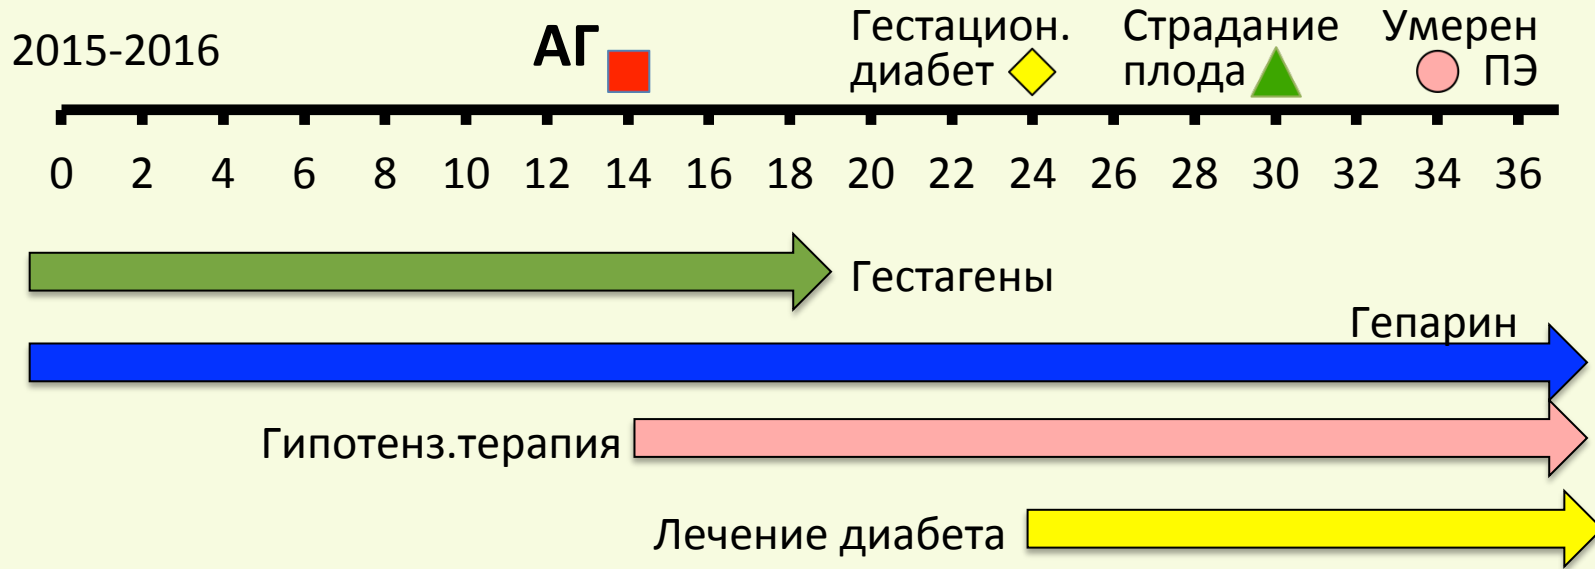 2015-2016
АГ
Гестацион.
диабет
Страдание
плода
Умерен
ПЭ
0 2 4 6 8 10 12 14 16 18 20 22 24 26 28 30 32 34 36
Гестагены
Гепарин
Гипотенз.терапия
Лечение диабета